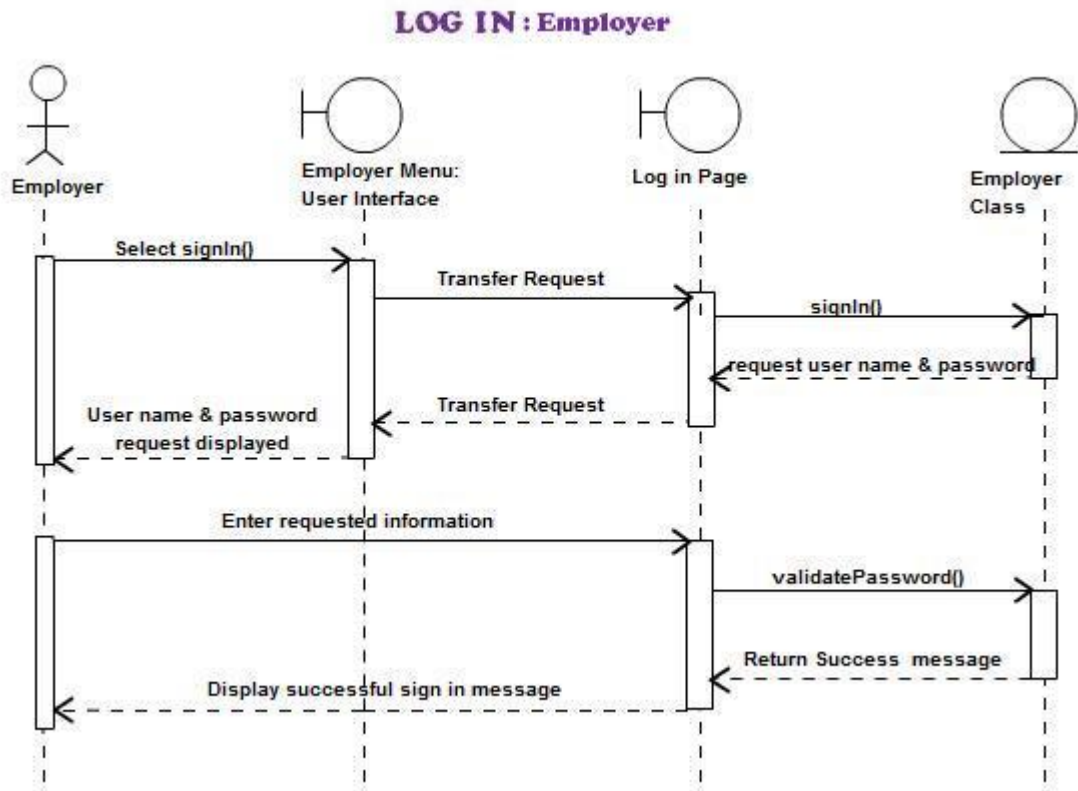 LOG IN : Employer
Employer
Employer Menu:
User Interface
Log in Page
Employer
Class
Select signIn()
Transfer Request
signIn()
request user name & password
Transfer Request
User name & password
request displayed
Enter requested information
validatePassword()
Return Success message
Display successful sign in message